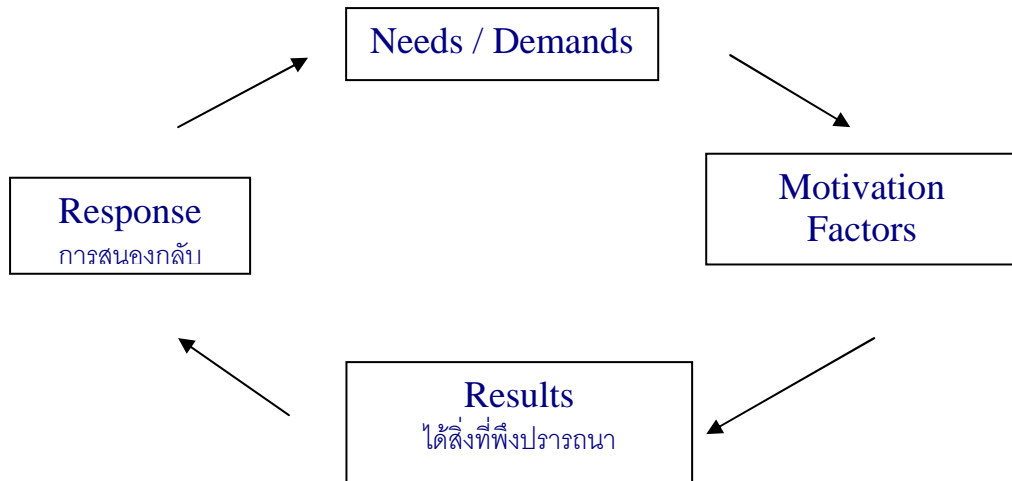 Needs / Demands
Motivation
Factors
Response
การสนคงกลับ
Results
ได้สิ่งที่พึงปรารถนา